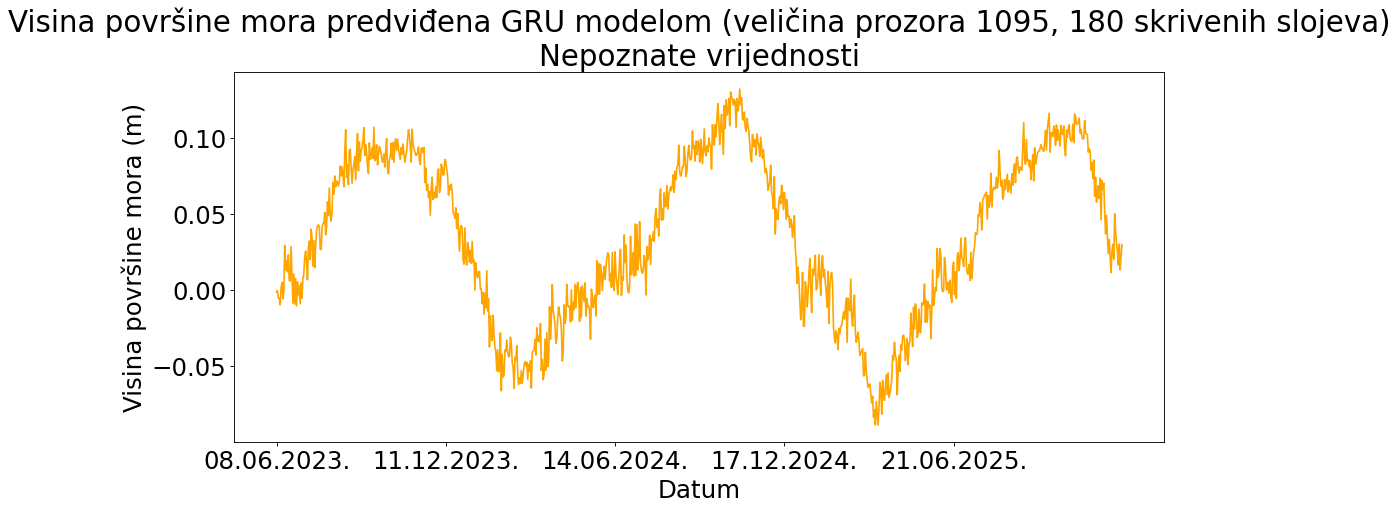 Visina površine mora predviđena GRU modelom (veličina prozora 1095, 180 skrivenih slojeva)
Nepoznate vrijednosti
Visina površine mora (m)
0.10
0.05
0.00
−0.05
08.06.2023. 11.12.2023. 14.06.2024. 17.12.2024. 21.06.2025.
Datum